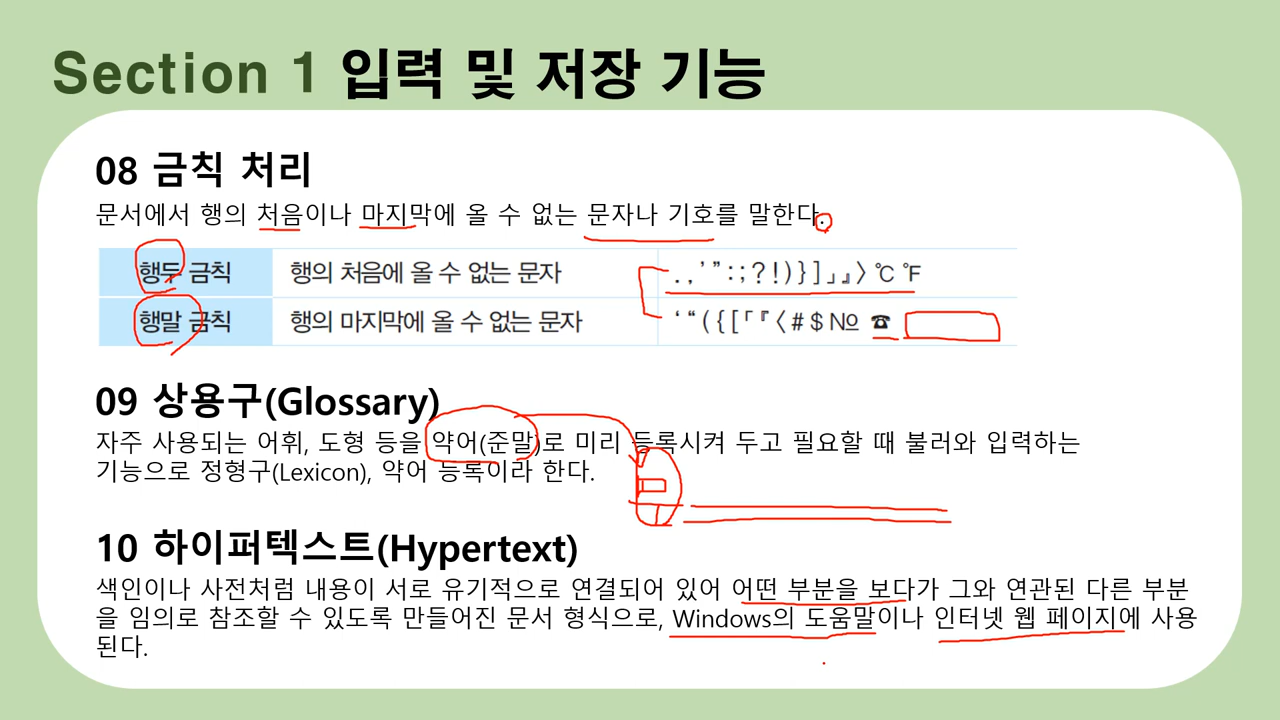 Section 1 입력 및 저장 기능
08 금칙 처리
문서에서 행의 처음이나 마지막에 올 수 없는 문자나 기호를 말한다.
행두 금칙 행의 처음에 올 수 없는 문자 . , ’ ” : ; ? ! ) } ] 」 』 〉 ℃ ℉
행말 금칙 행의 마지막에 올 수 없는 문자 ‘ “ ( { [ 「 『 〈 # $ № ☎
09 상용구(Glossary)
자주 사용되는 어휘, 도형 등을 약어(준말)로 미리 등록시켜 두고 필요할 때 불러와 입력하는
기능으로 정형구(Lexicon), 약어 등록이라 한다.
10 하이퍼텍스트(Hypertext)
색인이나 사전처럼 내용이 서로 유기적으로 연결되어 있어 어떤 부분을 보다가 그와 연관된 다른 부분
을 임의로 참조할 수 있도록 만들어진 문서 형식으로, Windows의 도움말이나 인터넷 웹 페이지에 사용
된다.